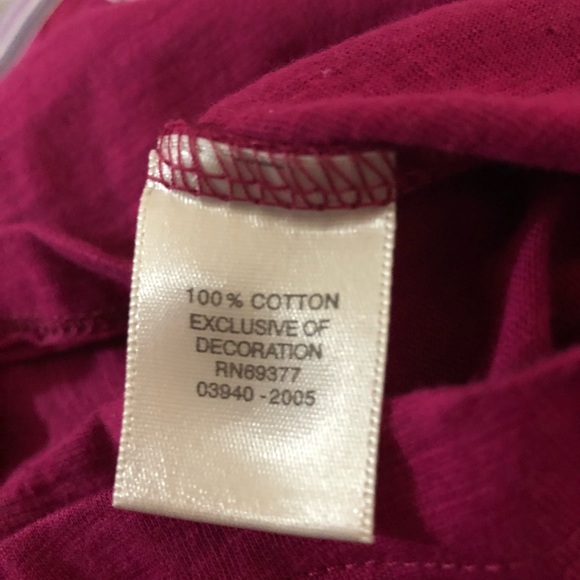 100% COTTON
EXCLUSIVE OF
DECORATION
RN69377
03940 -2005